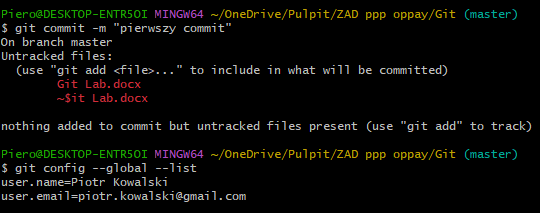 Piero@DESKTOP-ENTR5OI MINGW64 ~/OneDrive/Pulpit/ZAD ppp oppay/Git (master)
$ git commit -m "pierwszy commit"
On branch master
Untracked files:
  (use "git add <file>..." to include in what will be committed)
        Git Lab.docx
        ~$it Lab.docx

nothing added to commit but untracked files present (use "git add" to track)

Piero@DESKTOP-ENTR5OI MINGW64 ~/OneDrive/Pulpit/ZAD ppp oppay/Git (master)
$ git config --global --list
user.name=Piotr Kowalski
user.email=piotr.kowalski@gmail.com